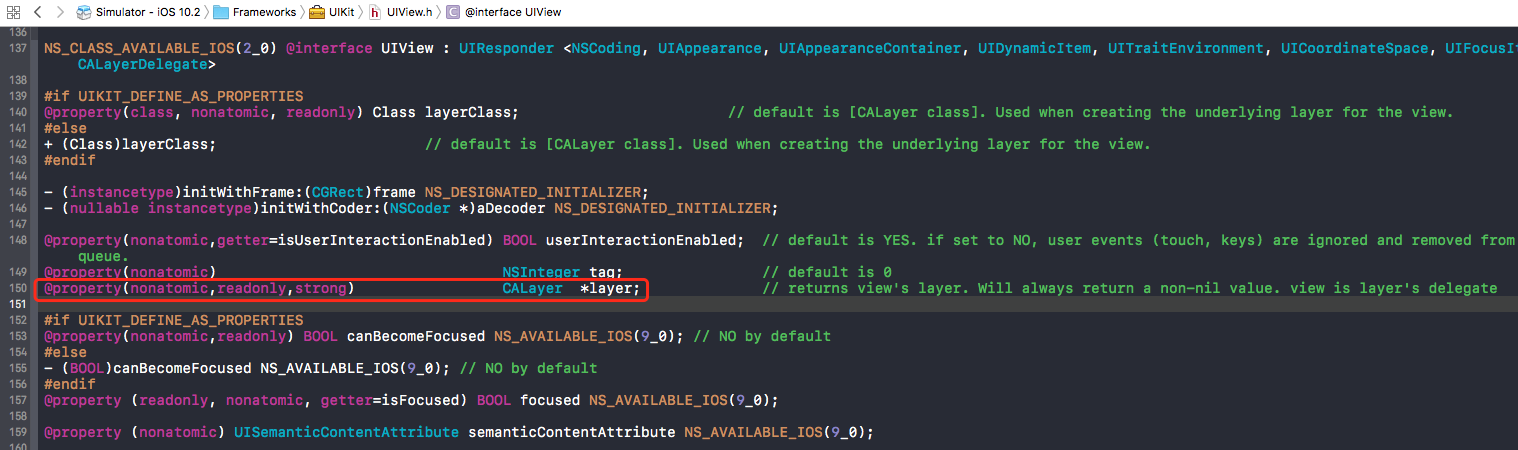 Simulator - iOS 10.2 Frameworks UIKit UIView.h @interface UIView
136
137 NS_CLASS_AVAILABLE_IOS(2_0) @interface UIView : UIResponder <NSCoding, UIAppearance, UIAppearanceContainer, UIDynamicItem, UITraitEnvironment, UICoordinateSpace, UIFocusIt
CALayerDelegate>
138
139 #if UIKIT_DEFINE_AS_PROPERTIES
140 @property(class, nonatomic, readonly) Class layerClass; // default is [CALayer class]. Used when creating the underlying layer for the view.
141 #else
142 + (Class)layerClass; // default is [CALayer class]. Used when creating the underlying layer for the view.
143 #endif
144
145 - (instancetype)initWithFrame:(CGRect)frame NS_DESIGNATED_INITIALIZER;
146 - (nullable instancetype)initWithCoder:(NSCoder *)aDecoder NS_DESIGNATED_INITIALIZER;
147
148 @property(nonatomic,getter=isUserInteractionEnabled) BOOL userInteractionEnabled; // default is YES. if set to NO, user events (touch, keys) are ignored and removed from
queue.
149 @property(nonatomic) NSInteger tag; // default is 0
150 @property(nonatomic,readonly,strong) CALayer *layer; // returns view's layer. Will always return a non-nil value. view is layer's delegate
151
152 #if UIKIT_DEFINE_AS_PROPERTIES
153 @property(nonatomic,readonly) BOOL canBecomeFocused NS_AVAILABLE_IOS(9_0); // NO by default
154 #else
155 - (BOOL)canBecomeFocused NS_AVAILABLE_IOS(9_0); // NO by default
156 #endif
157 @property (readonly, nonatomic, getter=isFocused) BOOL focused NS_AVAILABLE_IOS(9_0);
158
159 @property (nonatomic) UISemanticContentAttribute semanticContentAttribute NS_AVAILABLE_IOS(9_0);
160